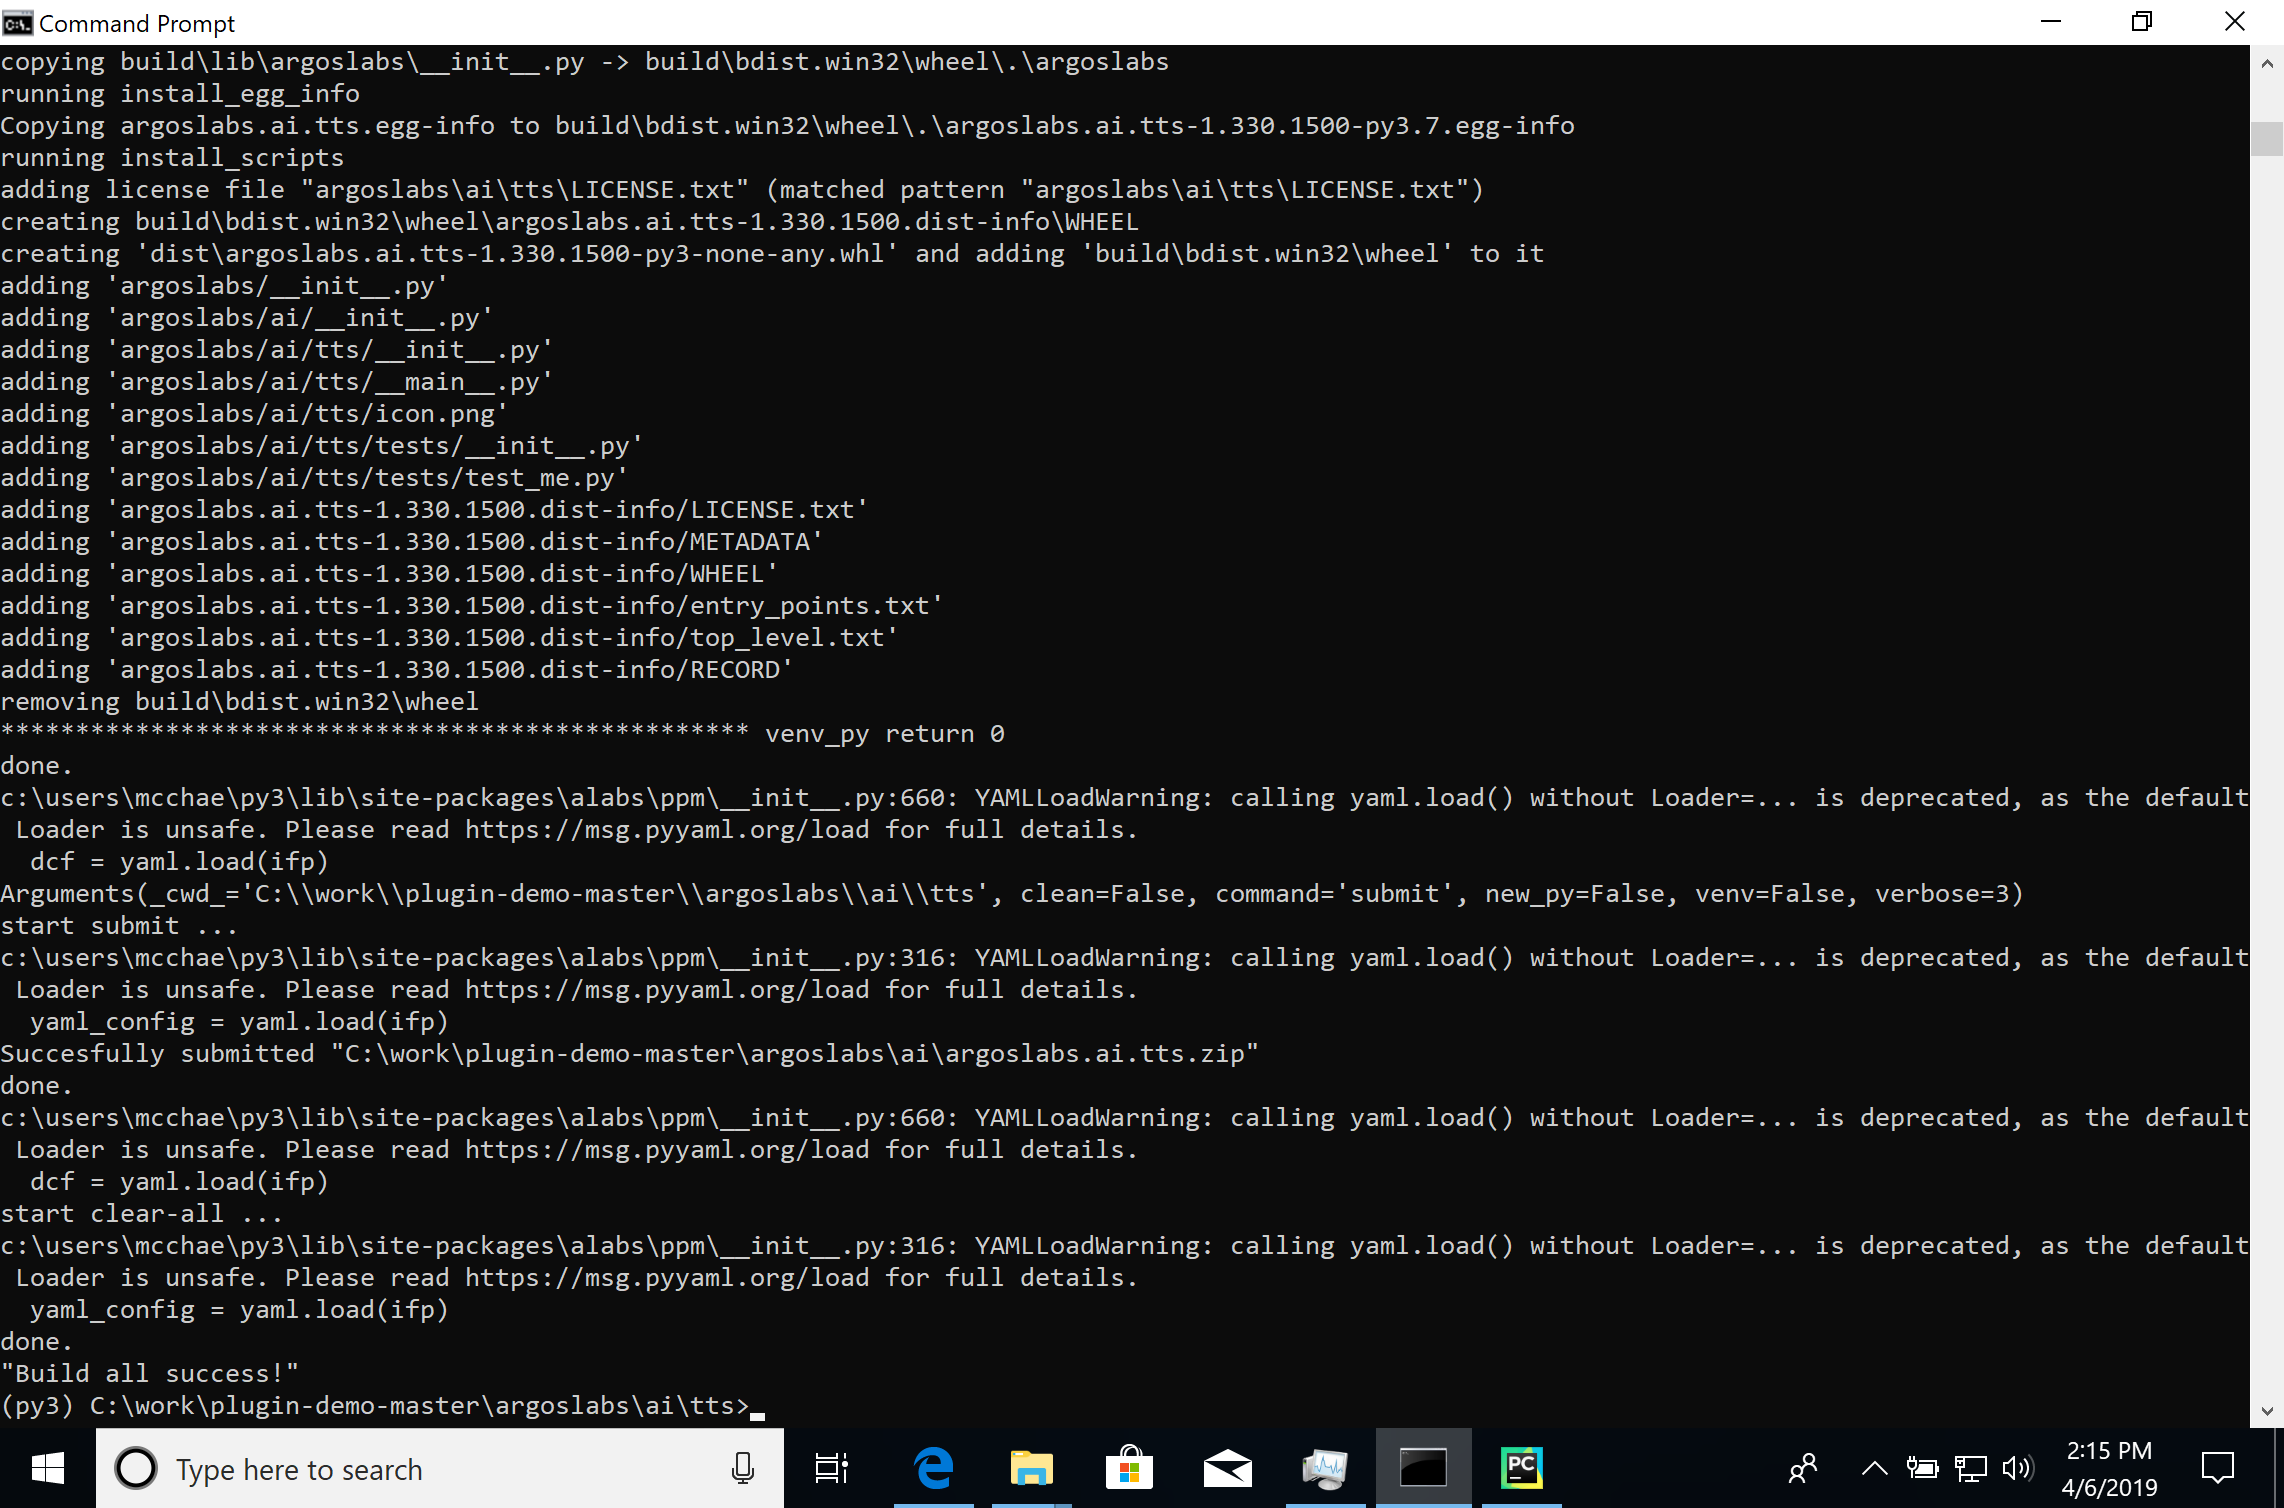 Command Prompt
copying build\lib\argoslabs\__init__.py -> build\bdist.win32\wheel\.\argoslabs
running install_egg_info
Copying argoslabs.ai.tts.egg-info to build\bdist.win32\wheel\.\argoslabs.ai.tts-1.330.1500-py3.7.egg-info
running install_scripts
adding license file "argoslabs\ai\tts\LICENSE.txt" (matched pattern "argoslabs\ai\tts\LICENSE.txt")
creating build\bdist.win32\wheel\argoslabs.ai.tts-1.330.1500.dist-info\WHEEL
creating 'dist\argoslabs.ai.tts-1.330.1500-py3-none-any.whl' and adding 'build\bdist.win32\wheel' to it
adding 'argoslabs/__init__.py'
adding 'argoslabs/ai/__init__.py'
adding 'argoslabs/ai/tts/__init__.py'
adding 'argoslabs/ai/tts/__main__.py'
adding 'argoslabs/ai/tts/icon.png'
adding 'argoslabs/ai/tts/tests/__init__.py'
adding 'argoslabs/ai/tts/tests/test_me.py'
adding 'argoslabs.ai.tts-1.330.1500.dist-info/LICENSE.txt'
adding 'argoslabs.ai.tts-1.330.1500.dist-info/METADATA'
adding 'argoslabs.ai.tts-1.330.1500.dist-info/WHEEL'
adding 'argoslabs.ai.tts-1.330.1500.dist-info/entry_points.txt'
adding 'argoslabs.ai.tts-1.330.1500.dist-info/top_level.txt'
adding 'argoslabs.ai.tts-1.330.1500.dist-info/RECORD'
removing build\bdist.win32\wheel
************************************************** venv_py return 0
done.
c:\users\mcchae\py3\lib\site-packages\alabs\ppm\__init__.py:660: YAMLLoadWarning: calling yaml.load() without Loader=... is deprecated, as the default
 Loader is unsafe. Please read https://msg.pyyaml.org/load for full details.
  dcf = yaml.load(ifp)
Arguments(_cwd_='C:\\work\\plugin-demo-master\\argoslabs\\ai\\tts', clean=False, command='submit', new_py=False, venv=False, verbose=3)
start submit ...
c:\users\mcchae\py3\lib\site-packages\alabs\ppm\__init__.py:316: YAMLLoadWarning: calling yaml.load() without Loader=... is deprecated, as the default
 Loader is unsafe. Please read https://msg.pyyaml.org/load for full details.
  yaml_config = yaml.load(ifp)
Succesfully submitted "C:\work\plugin-demo-master\argoslabs\ai\argoslabs.ai.tts.zip"
done.
c:\users\mcchae\py3\lib\site-packages\alabs\ppm\__init__.py:660: YAMLLoadWarning: calling yaml.load() without Loader=... is deprecated, as the default
 Loader is unsafe. Please read https://msg.pyyaml.org/load for full details.
  dcf = yaml.load(ifp)
start clear-all ...
c:\users\mcchae\py3\lib\site-packages\alabs\ppm\__init__.py:316: YAMLLoadWarning: calling yaml.load() without Loader=... is deprecated, as the default
 Loader is unsafe. Please read https://msg.pyyaml.org/load for full details.
  yaml_config = yaml.load(ifp)
done.
"Build all success!"
(py3) C:\work\plugin-demo-master\argoslabs\ai\tts>
Type here to search
PC
2:15 PM
4/6/2019